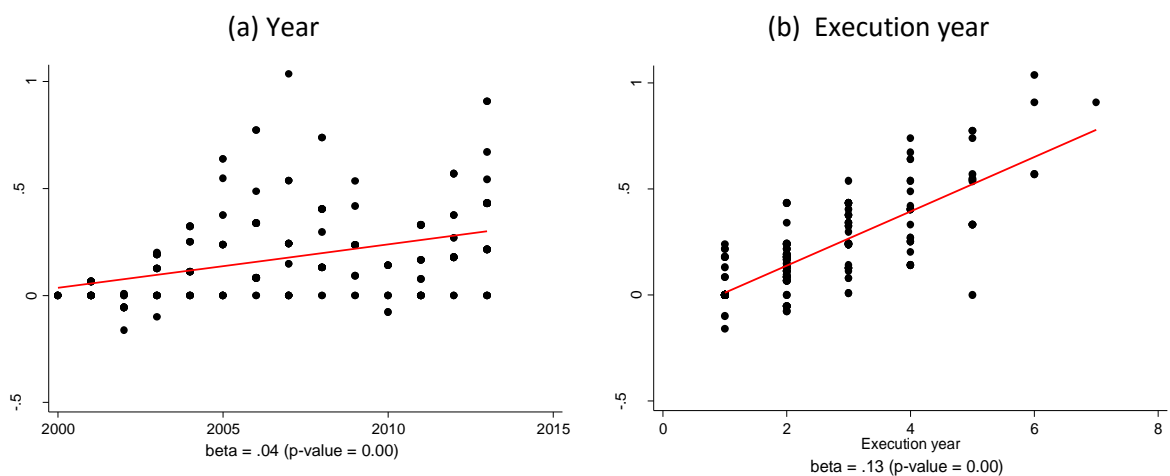 (a) Year
1
.5
0
-.5
2000 2005 2010 2015
beta = .04 (p-value = 0.00)
(b) Execution year
1
.5
0
-.5
0 2 4 6 8
Execution year
beta = .13 (p-value = 0.00)